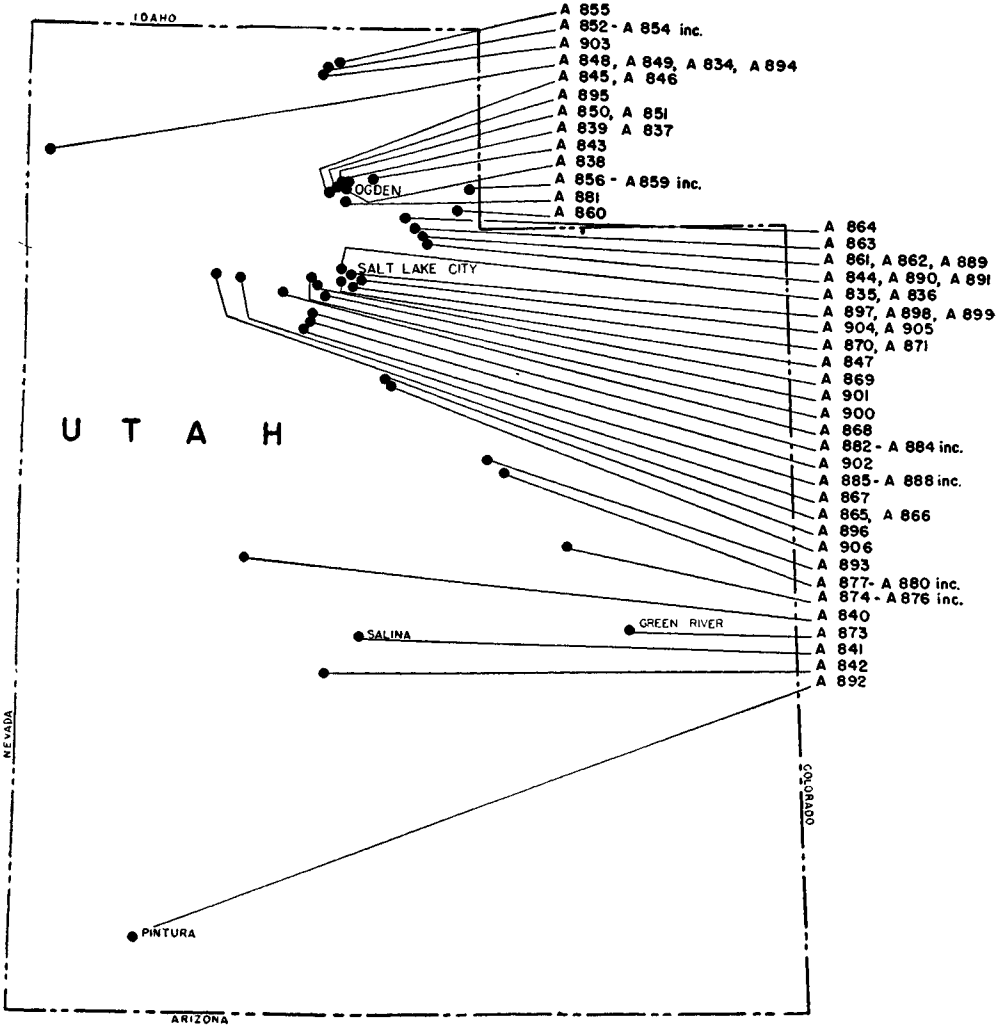 IDAHO
A 855
A 852 - A 854 inc.
A 903
A 848, A 849, A 834, A 894
A 845, A 846
A 895
A 850, A 851
A 839 A 837
A 843
A 838
A 856 - A 859 inc.
A 881
A 860
OGDEN
A 864
A 863
A 861, A 862, A 889
A 844, A 890, A 891
A 835, A 836
A 897, A 898, A 899
A 904, A 905
A 870, A 871
A 847
A 869
A 901
A 900
A 868
A 882 - A 884 inc.
A 902
A 885 - A 888 inc.
A 867
A 865, A 866
A 896
A 906
A 893
A 877 - A 880 inc.
A 874 - A 876 inc.
A 840
A 873
A 841
A 842
A 892
SALT LAKE CITY
UTAH
GREEN RIVER
SALINA
NEVADA
COLORADO
PINTURA
ARIZONA